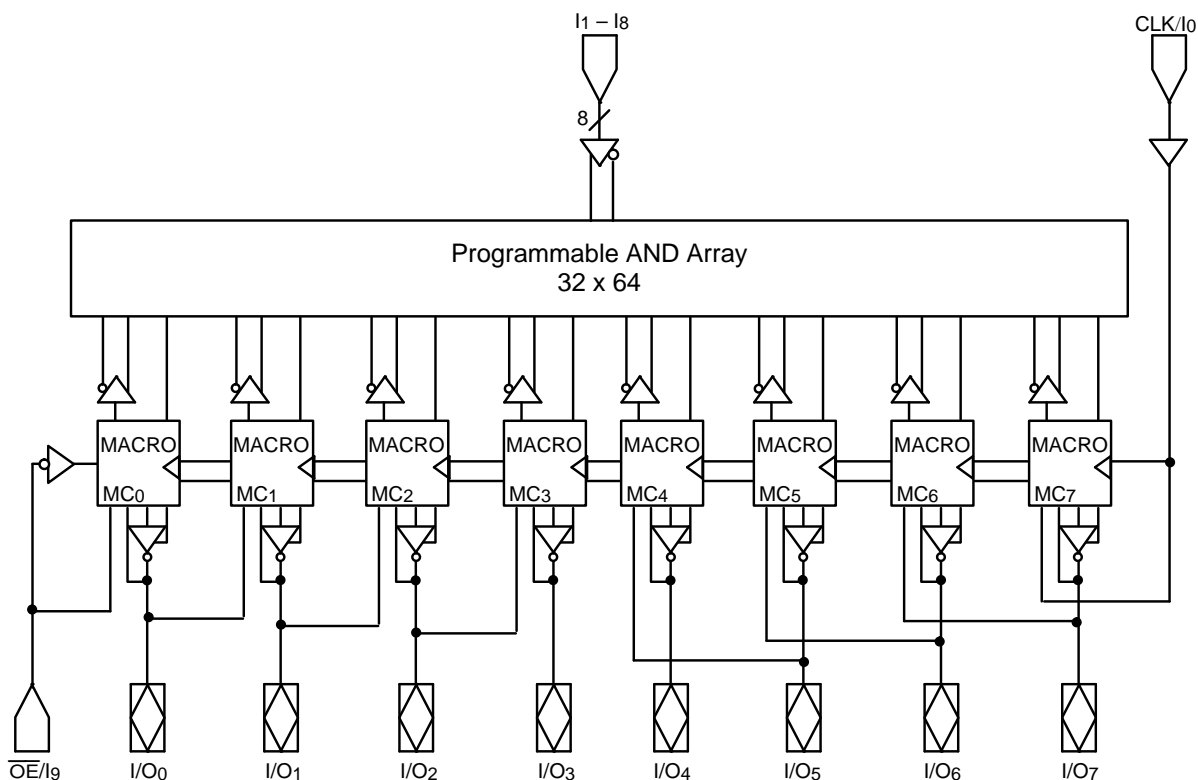 I1 – I8
CLK/I0
8
Programmable AND Array
32 x 64
MACRO MACRO MACRO MACRO MACRO MACRO MACRO MACRO
MC0 MC1 MC2 MC3 MC4 MC5 MC6 MC7
O̅E̅/I9 I/O0 I/O1 I/O2 I/O3 I/O4 I/O5 I/O6 I/O7